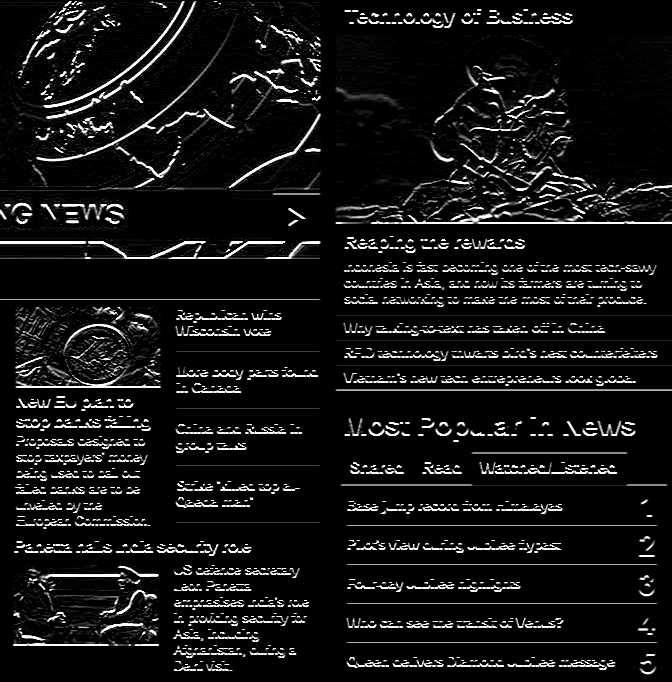 NG NEWS
New EU plan to
stop banks failing
Proposals designed to
stop taxpayers' money
being used to bail out
failed banks are to be
unveiled by the
European Commission.
Republican wins
Wisconsin vote
More body parts found
in Canada
China and Russia in
group talks
Strike "killed top al-
Qaeda man"
Panetta hails India security role
US defence secretary
Leon Panetta
emphasises India's role
in providing security for
Asia, including
Afghanistan, during a
Delhi visit.
Technology of Business
Reaping the rewards
Indonesia is fast becoming one of the most tech-savvy
countries in Asia, and now its farmers are turning to
social networking to make the most of their produce.
Why talking-to-text has taken off in China
RFID technology thwarts bird's nest counterfeiters
Vietnam's new tech entrepreneurs look global
Most Popular in News
Shared Read Watched/Listened
Base jump record from Himalayas 1
Pilot's view during Jubilee flypast 2
Four-day Jubilee highlights 3
Who can see the transit of Venus? 4
Queen delivers Diamond Jubilee message 5